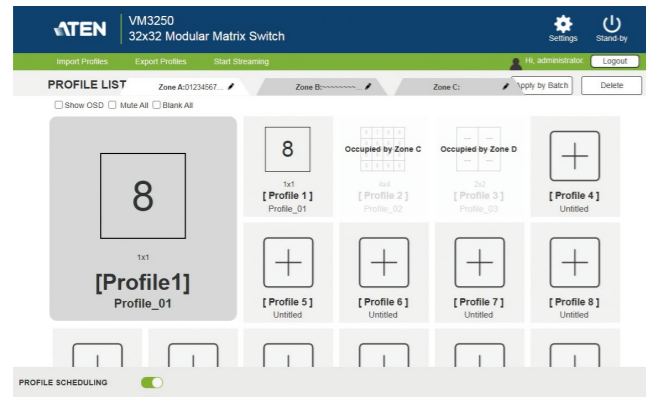 ATEN
VM3250
32x32 Modular Matrix Switch
Settings
Stand-by
Import Profiles Export Profiles Start Streaming
Hi, administrator Logout
PROFILE LIST Zone A:01234567... Zone B:~~~~~~~~... Zone C: Apply by Batch Delete
Show OSD Mute All Blank All
8
1x1
[Profile1]
Profile_01
8
1x1
[ Profile 1 ]
Profile_01
Occupied by Zone C
4x4
[ Profile 2 ]
Profile_02
Occupied by Zone D
2x2
[ Profile 3 ]
Profile_03
[ Profile 4 ]
Untitled
[ Profile 5 ]
Untitled
[ Profile 6 ]
Untitled
[ Profile 7 ]
Untitled
[ Profile 8 ]
Untitled
PROFILE SCHEDULING